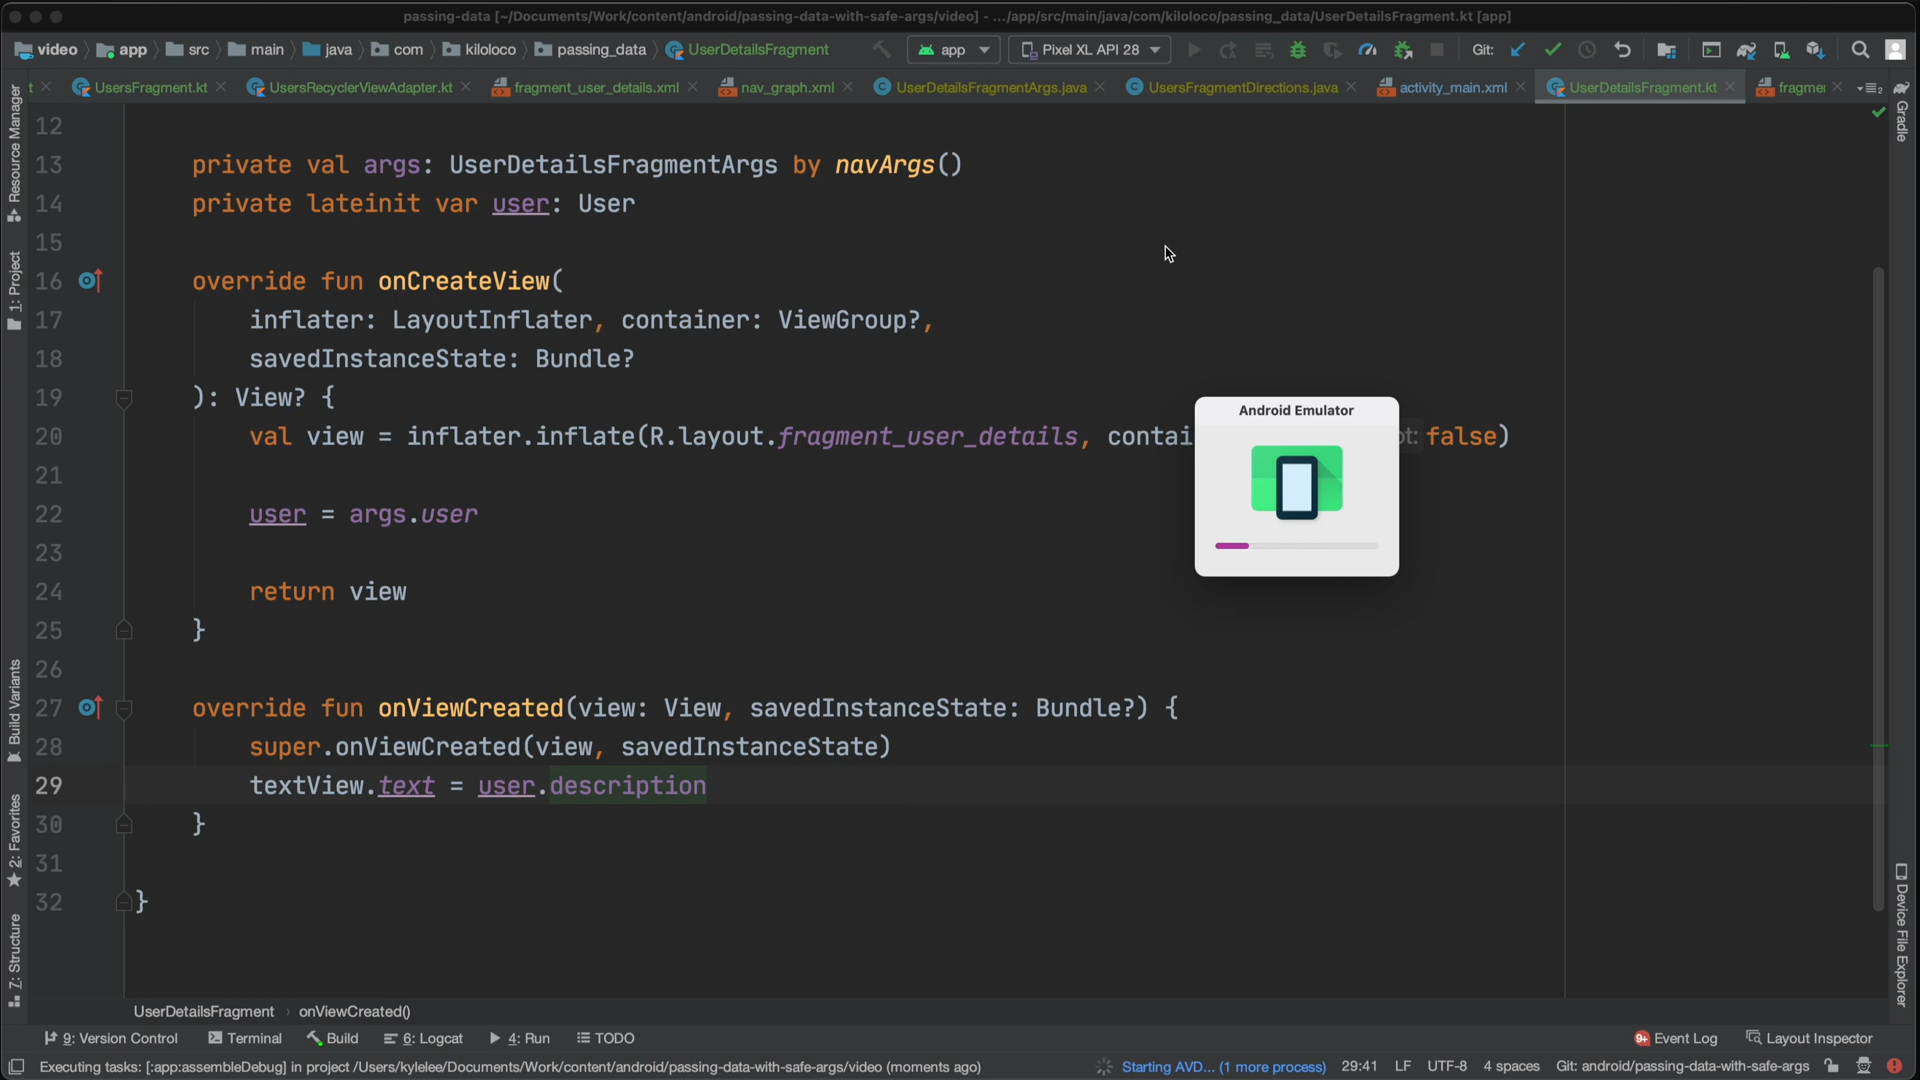 passing-data [~/Documents/Work/content/android/passing-data-with-safe-args/video] - .../app/src/main/java/com/kiloloco/passing_data/UserDetailsFragment.kt [app]
video app src main java com kiloloco passing_data UserDetailsFragment app Pixel XL API 28 Git:
t UsersFragment.kt UsersRecyclerViewAdapter.kt fragment_user_details.xml nav_graph.xml UserDetailsFragmentArgs.java UsersFragmentDirections.java activity_main.xml UserDetailsFragment.kt fragmer 2
Resource Manager
1: Project
Build Variants
2: Favorites
7: Structure
Gradle
Device File Explorer
12
13 private val args: UserDetailsFragmentArgs by navArgs()
14 private lateinit var user: User
15
16 override fun onCreateView(
17 inflater: LayoutInflater, container: ViewGroup?,
18 savedInstanceState: Bundle?
19 ): View? {
20 val view = inflater.inflate(R.layout.fragment_user_details, contai ot: false)
21
22 user = args.user
23
24 return view
25 }
26
27 override fun onViewCreated(view: View, savedInstanceState: Bundle?) {
28 super.onViewCreated(view, savedInstanceState)
29 textView.text = user.description
30 }
31
32 }
Android Emulator
UserDetailsFragment › onViewCreated()
9: Version Control Terminal Build 6: Logcat 4: Run TODO 9+ Event Log Layout Inspector
Executing tasks: [:app:assembleDebug] in project /Users/kylelee/Documents/Work/content/android/passing-data-with-safe-args/video (moments ago) Starting AVD... (1 more process) 29:41 LF UTF-8 4 spaces Git: android/passing-data-with-safe-args